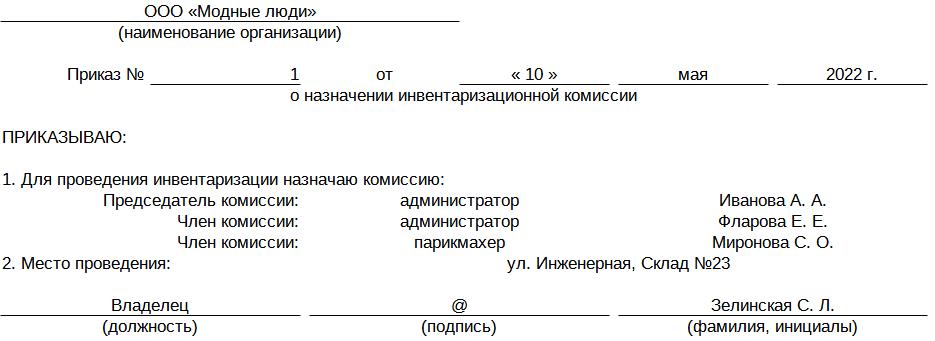 ООО «Модные люди»
(наименование организации)
Приказ № 1 от « 10 » мая 2022 г.
о назначении инвентаризационной комиссии
ПРИКАЗЫВАЮ:
1. Для проведения инвентаризации назначаю комиссию:
Председатель комиссии: администратор Иванова А. А.
Член комиссии: администратор Фларова Е. Е.
Член комиссии: парикмахер Миронова С. О.
2. Место проведения: ул. Инженерная, Склад №23
Владелец @ Зелинская С. Л.
(должность) (подпись) (фамилия, инициалы)